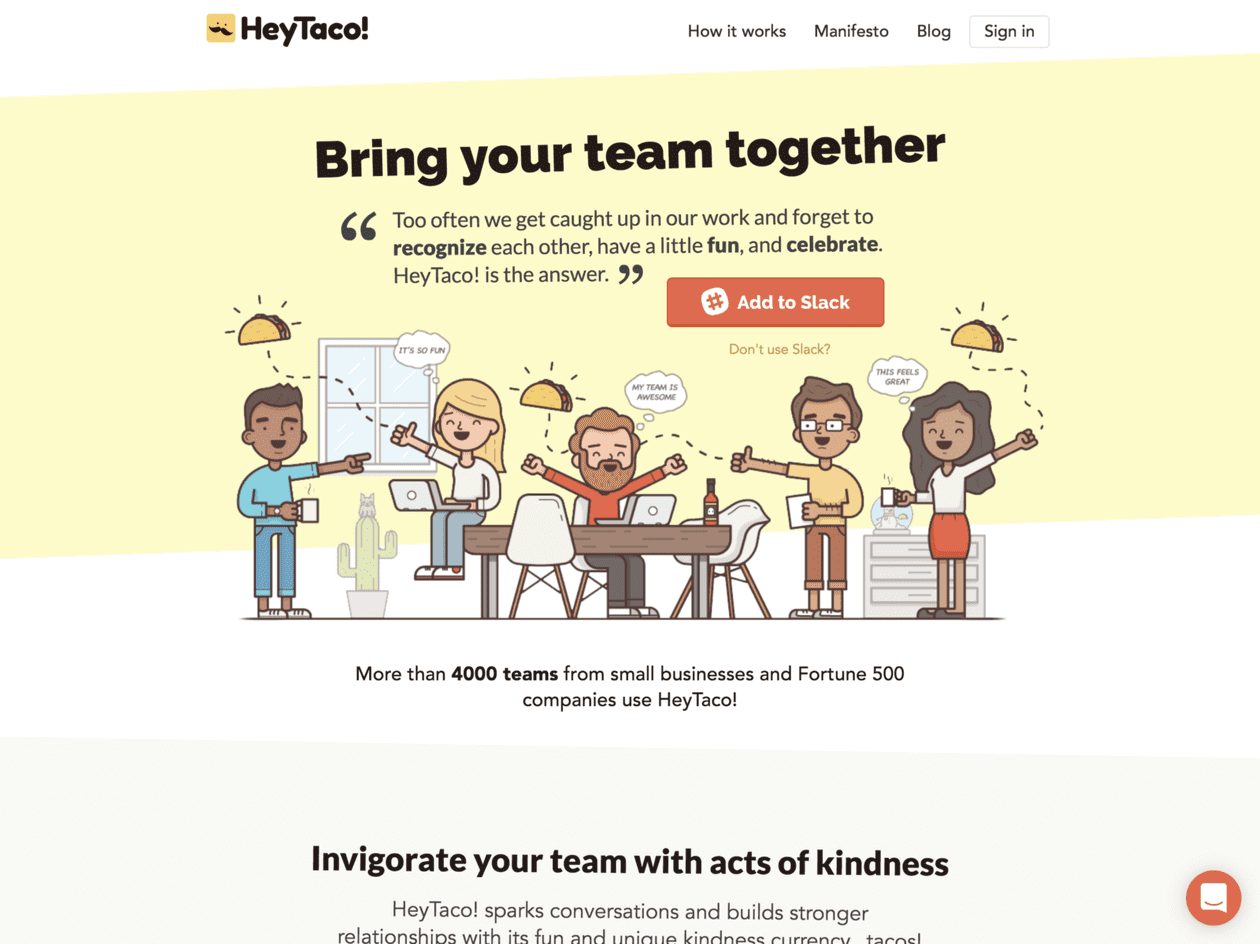 HeyTaco!
How it works
Manifesto
Blog
Sign in
Bring your team together
“ Too often we get caught up in our work and forget to
recognize each other, have a little fun, and celebrate.
HeyTaco! is the answer. ”
Add to Slack
Don't use Slack?
IT'S SO FUN
MY TEAM IS
AWESOME
THIS FEELS
GREAT
More than 4000 teams from small businesses and Fortune 500
companies use HeyTaco!
Invigorate your team with acts of kindness
HeyTaco! sparks conversations and builds stronger
relationships with its fun and unique kindness currency, tacos!